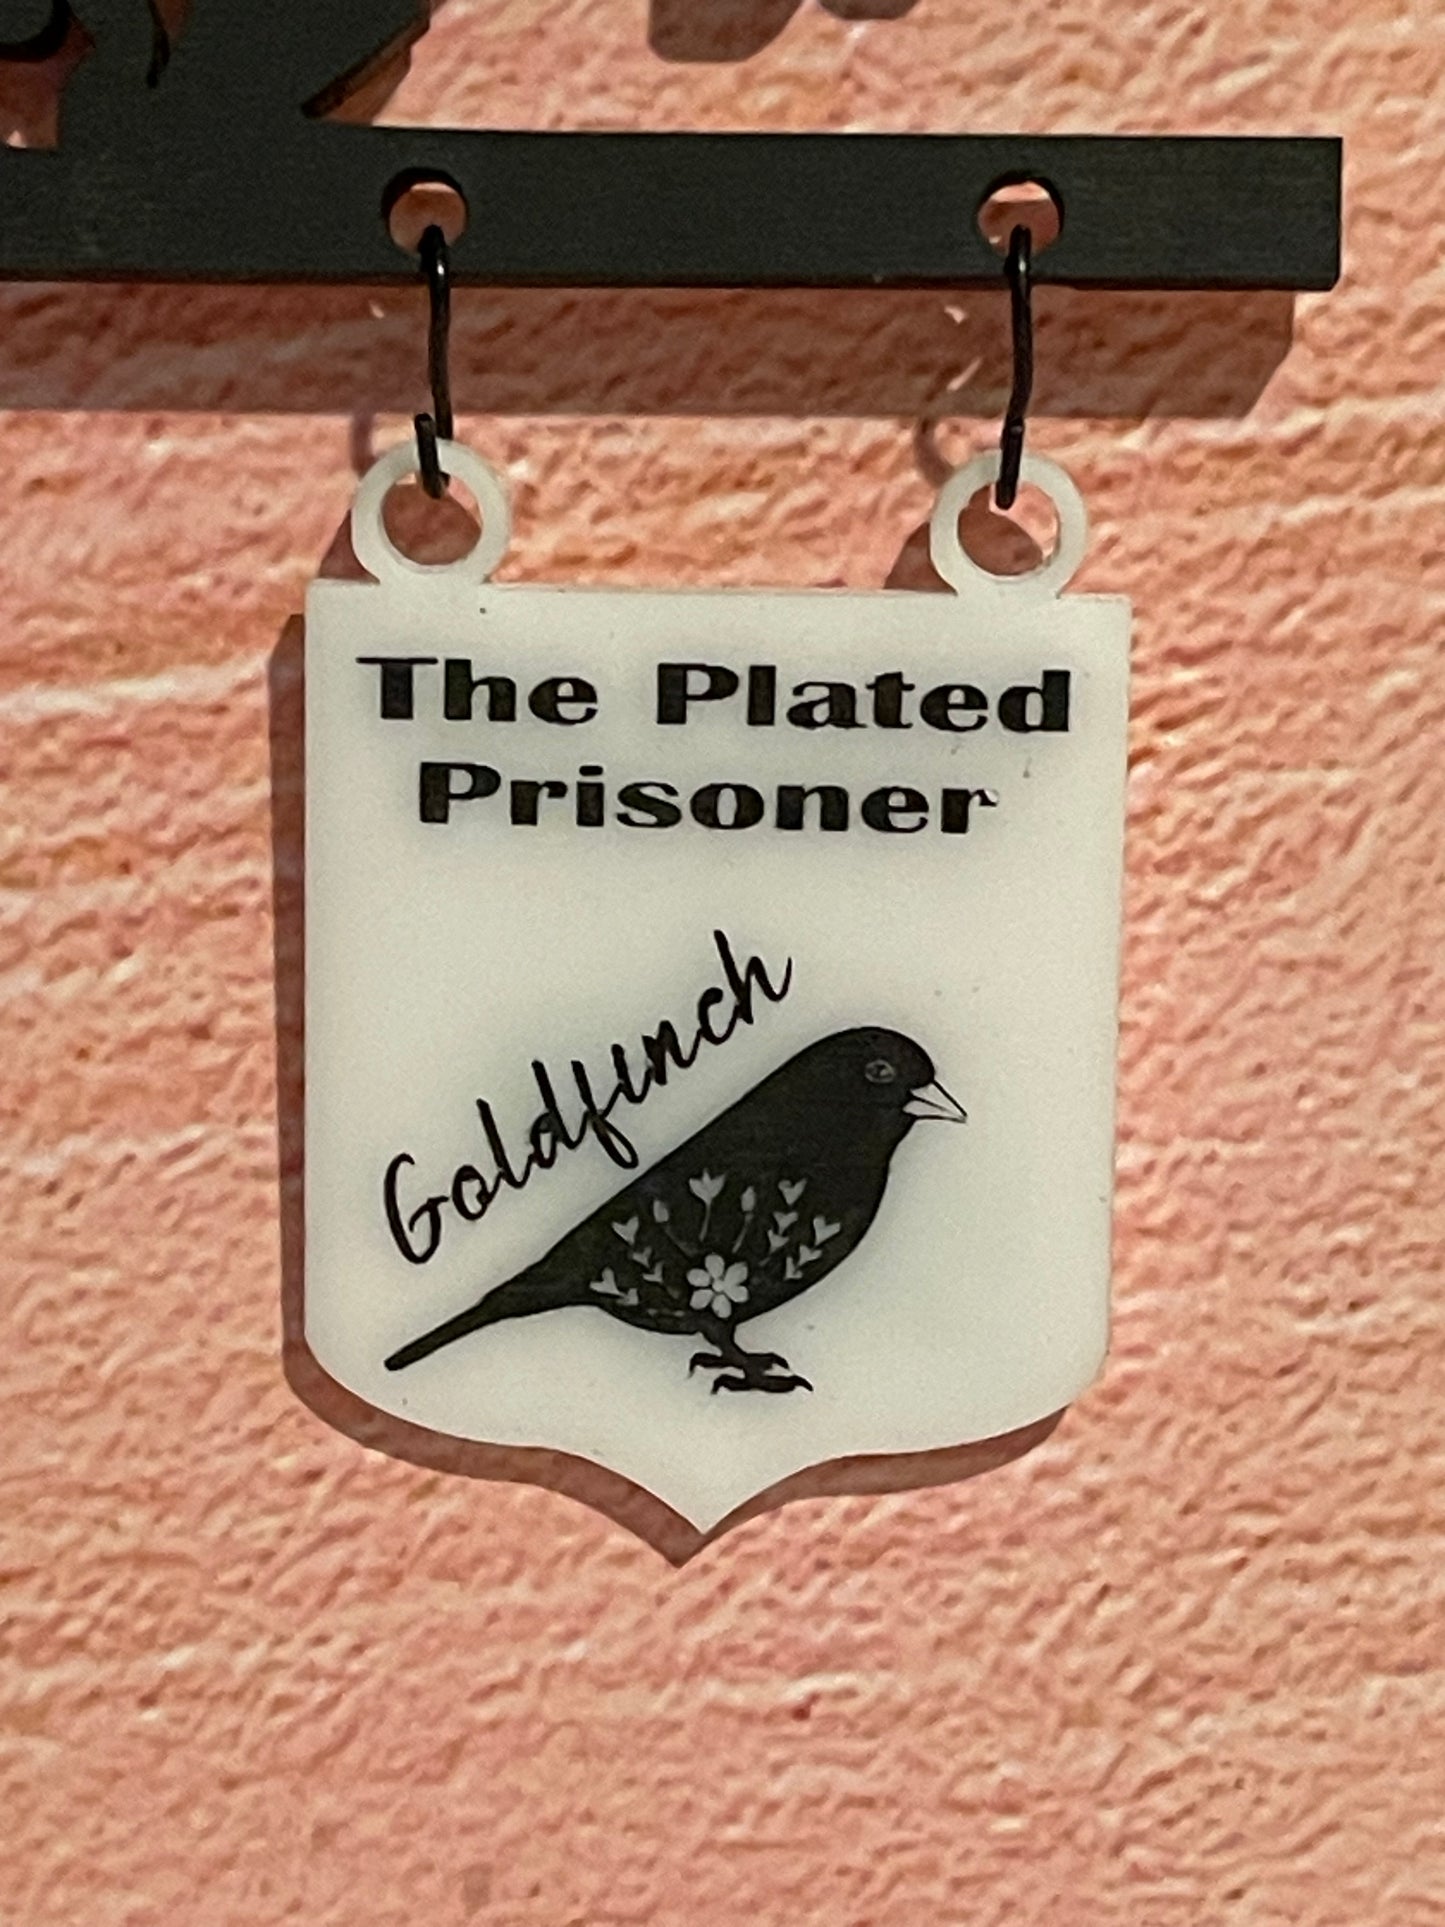 The Plated
Prisoner
Goldfinch